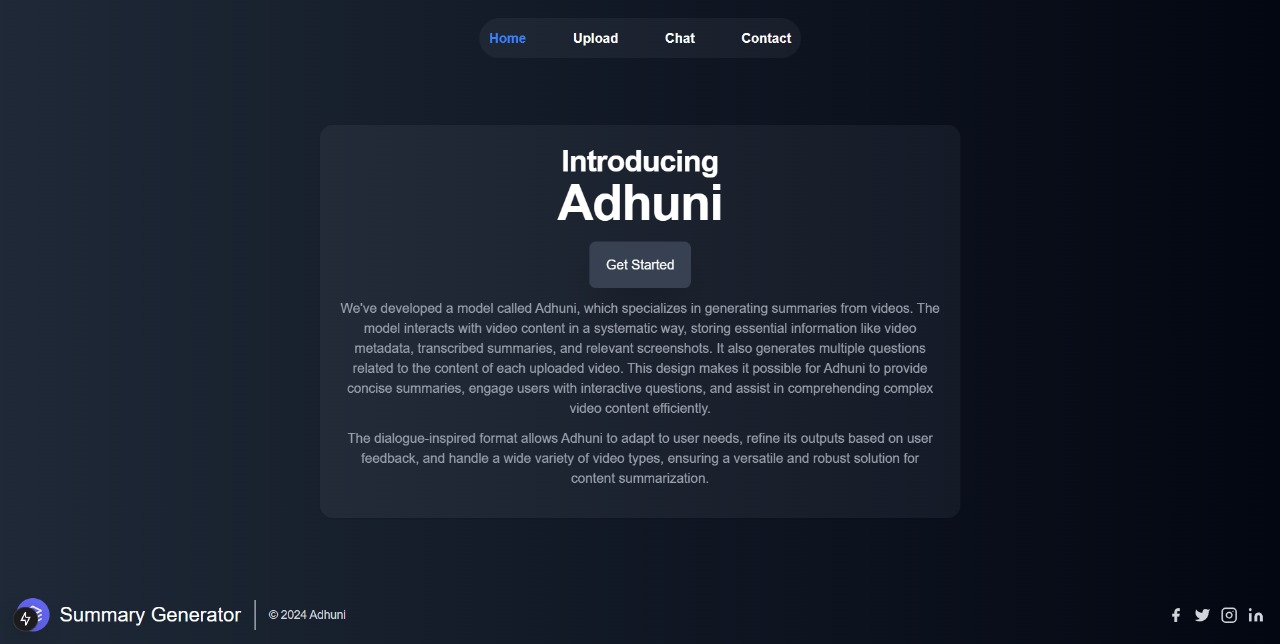 Home Upload Chat Contact
Introducing
Adhuni
Get Started
We've developed a model called Adhuni, which specializes in generating summaries from videos. The
model interacts with video content in a systematic way, storing essential information like video
metadata, transcribed summaries, and relevant screenshots. It also generates multiple questions
related to the content of each uploaded video. This design makes it possible for Adhuni to provide
concise summaries, engage users with interactive questions, and assist in comprehending complex
video content efficiently.
The dialogue-inspired format allows Adhuni to adapt to user needs, refine its outputs based on user
feedback, and handle a wide variety of video types, ensuring a versatile and robust solution for
content summarization.
Summary Generator © 2024 Adhuni